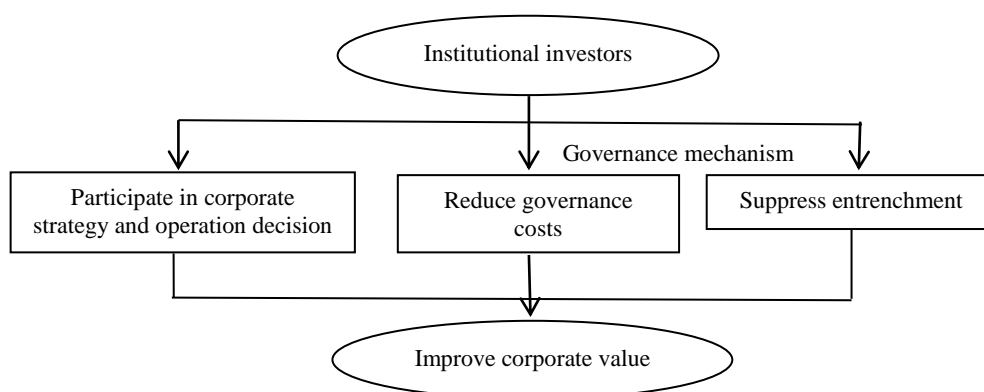 Institutional investors
Governance mechanism
Participate in corporate
strategy and operation decision
Reduce governance
costs
Suppress entrenchment
Improve corporate value